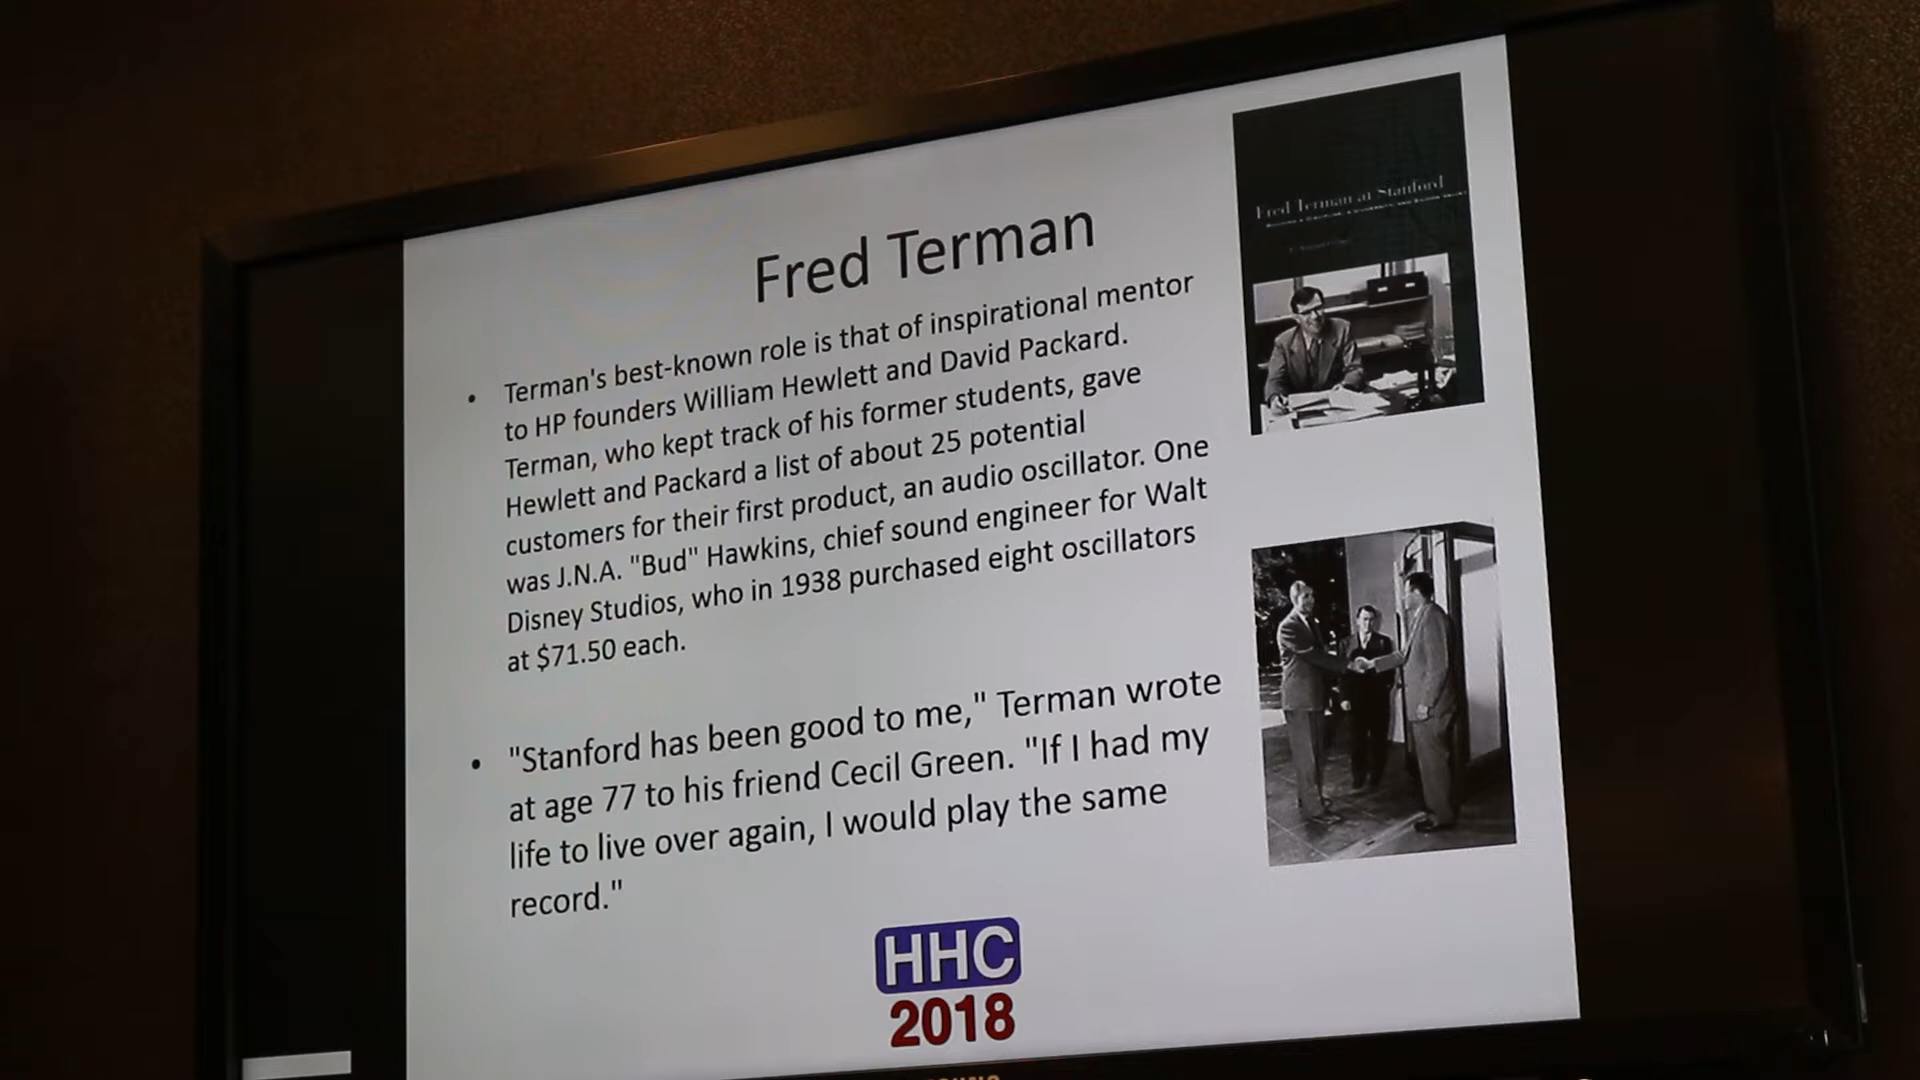 Fred Terman
• Terman's best-known role is that of inspirational mentor
to HP founders William Hewlett and David Packard.
Terman, who kept track of his former students, gave
Hewlett and Packard a list of about 25 potential
customers for their first product, an audio oscillator. One
was J.N.A. "Bud" Hawkins, chief sound engineer for Walt
Disney Studios, who in 1938 purchased eight oscillators
at $71.50 each.
• "Stanford has been good to me," Terman wrote
at age 77 to his friend Cecil Green. "If I had my
life to live over again, I would play the same
record."
Fred Terman at Stanford
HHC
2018